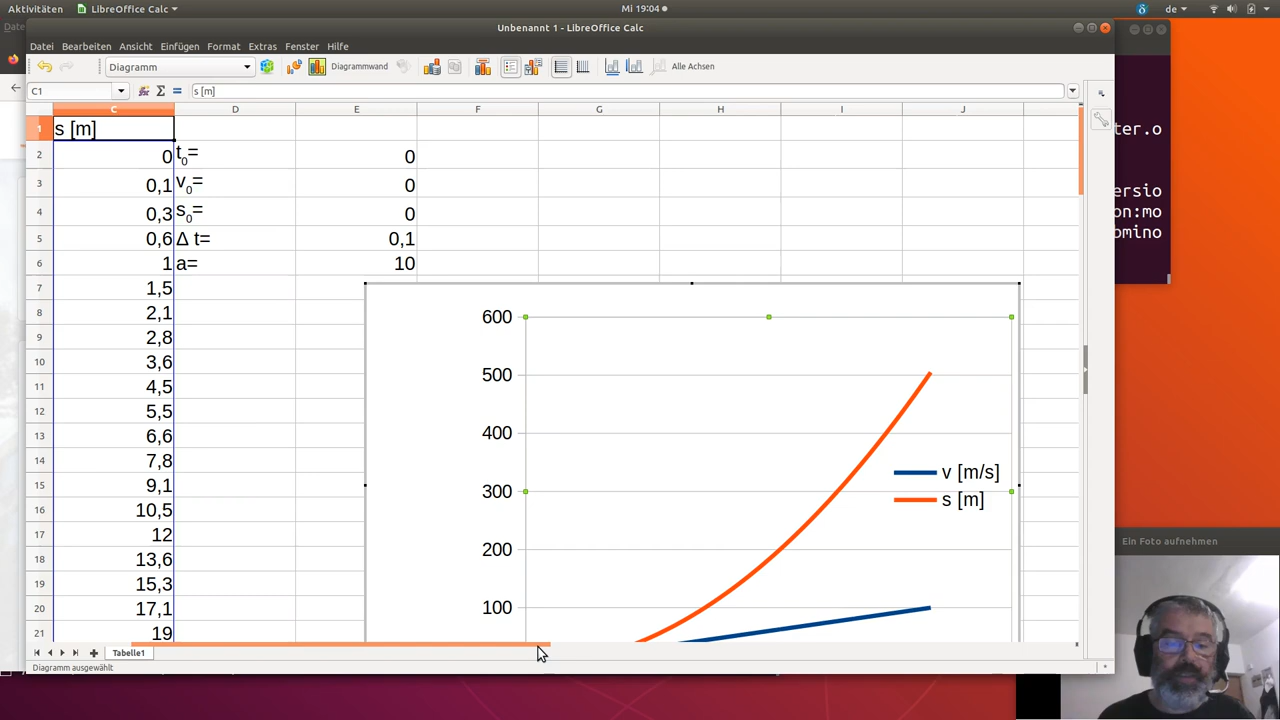 Aktivitäten LibreOffice Calc Mi 19:04 de
Unbenannt 1 - LibreOffice Calc
Datei Bearbeiten Ansicht Einfügen Format Extras Fenster Hilfe
Diagramm Diagrammwand Alle Achsen
C1 s [m]
C D E F G H I J
1 s [m]
2 0 t0= 0
3 0,1 v0= 0
4 0,3 s0= 0
5 0,6 Δ t= 0,1
6 1 a= 10
7 1,5
8 2,1
9 2,8
10 3,6
11 4,5
12 5,5
13 6,6
14 7,8
15 9,1
16 10,5
17 12
18 13,6
19 15,3
20 17,1
21 19
600
500
400
300
200
100
v [m/s]
s [m]
Tabelle1
Diagramm ausgewählt
ter.o
ersio
on:mo
omino
Ein Foto aufnehmen